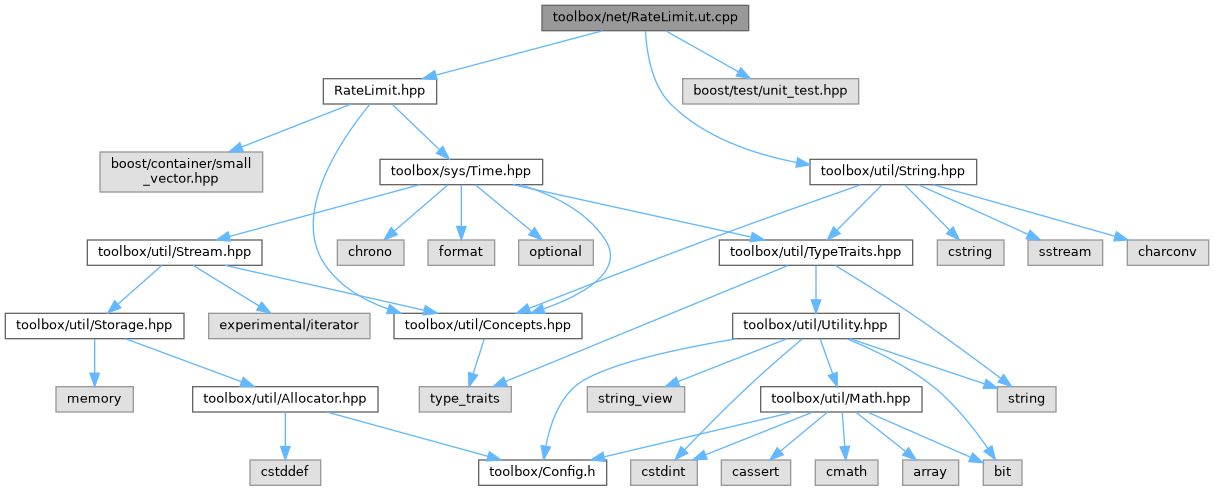 toolbox/net/RateLimit.ut.cpp
RateLimit.hpp
boost/test/unit_test.hpp
boost/container/small
_vector.hpp
toolbox/sys/Time.hpp
toolbox/util/String.hpp
toolbox/util/Stream.hpp
chrono
format
optional
toolbox/util/TypeTraits.hpp
cstring
sstream
charconv
toolbox/util/Storage.hpp
experimental/iterator
toolbox/util/Concepts.hpp
toolbox/util/Utility.hpp
memory
toolbox/util/Allocator.hpp
type_traits
string_view
toolbox/util/Math.hpp
string
cstddef
toolbox/Config.h
cstdint
cassert
cmath
array
bit